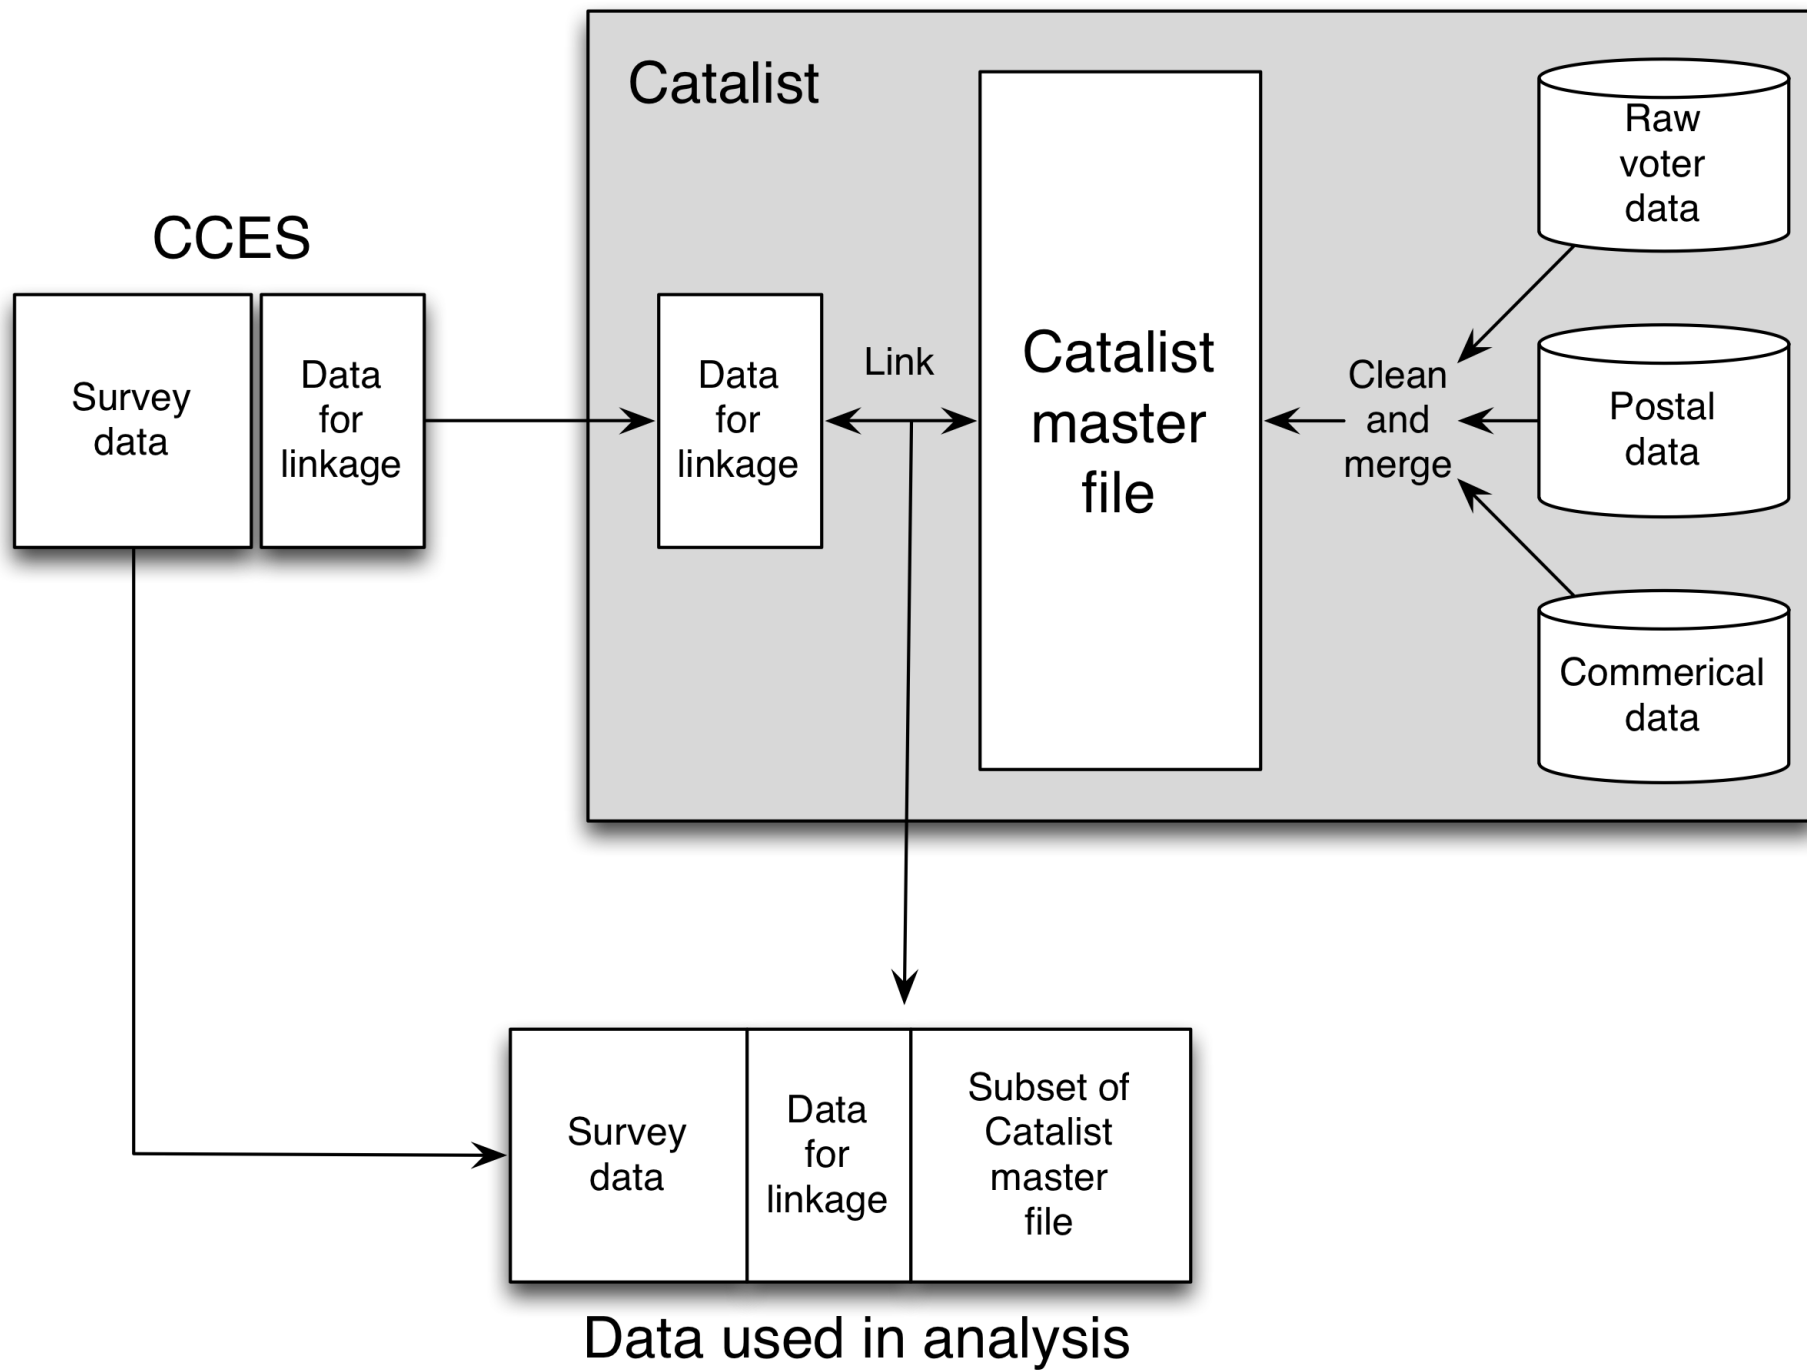 Catalist
Raw
voter
data
CCES
Survey
data
Data
for
linkage
Data
for
linkage
Link
Catalist
master
file
Clean
and
merge
Postal
data
Commerical
data
Survey
data
Data
for
linkage
Subset of
Catalist
master
file
Data used in analysis